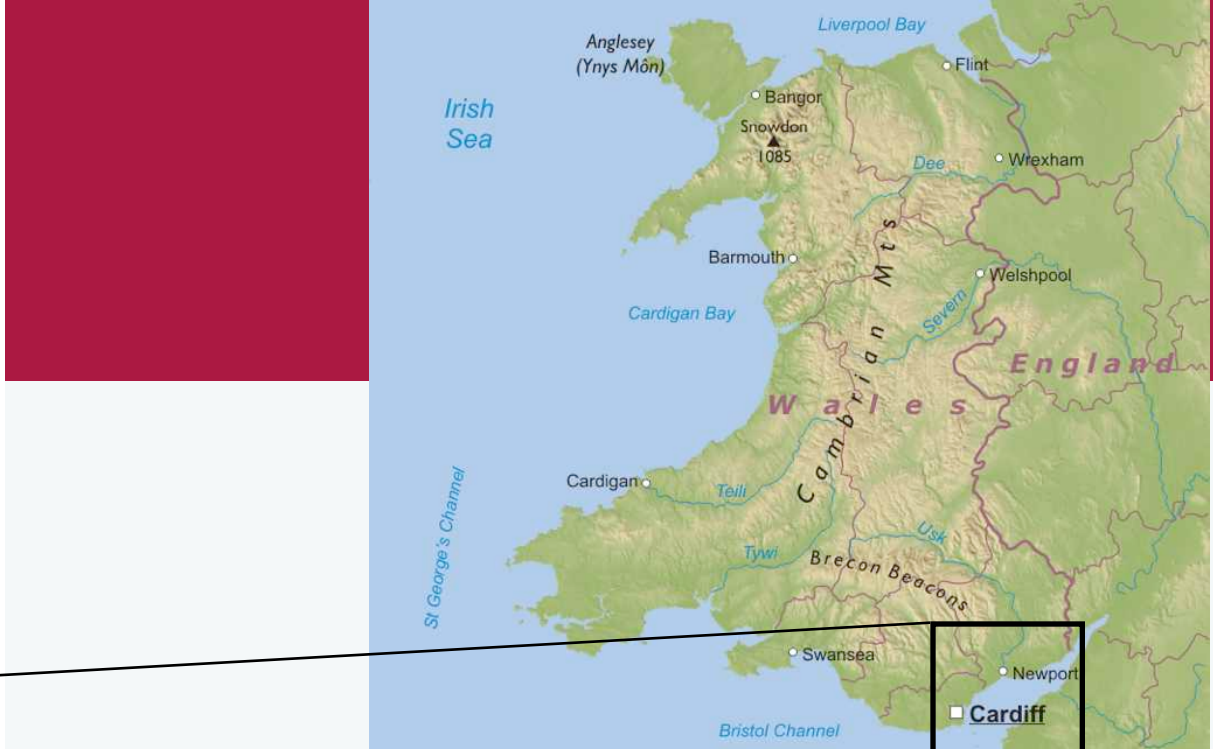 Liverpool Bay
Anglesey
(Ynys Môn)
Flint
Bangor
Irish
Sea
Snowdon
1085
Dee
Wrexham
Cambrian Mts
Barmouth
Welshpool
Cardigan Bay
Severn
England
Wales
St George's Channel
Cardigan
Teili
Tywi
Usk
Brecon Beacons
Swansea
Newport
Cardiff
Bristol Channel